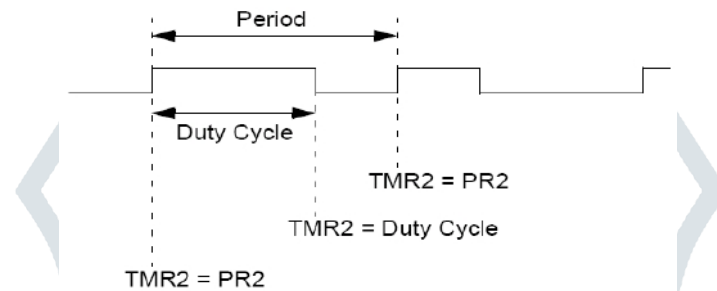 Period
Duty Cycle
TMR2 = PR2
TMR2 = Duty Cycle
TMR2 = PR2